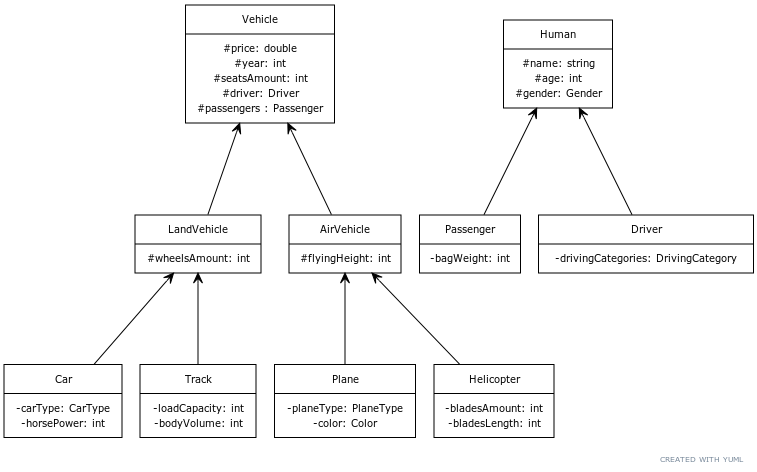 Vehicle
#price: double
#year: int
#seatsAmount: int
#driver: Driver
#passengers : Passenger
Human
#name: string
#age: int
#gender: Gender
LandVehicle
#wheelsAmount: int
AirVehicle
#flyingHeight: int
Passenger
-bagWeight: int
Driver
-drivingCategories: DrivingCategory
Car
-carType: CarType
-horsePower: int
Track
-loadCapacity: int
-bodyVolume: int
Plane
-planeType: PlaneType
-color: Color
Helicopter
-bladesAmount: int
-bladesLength: int
CREATED WITH YUML